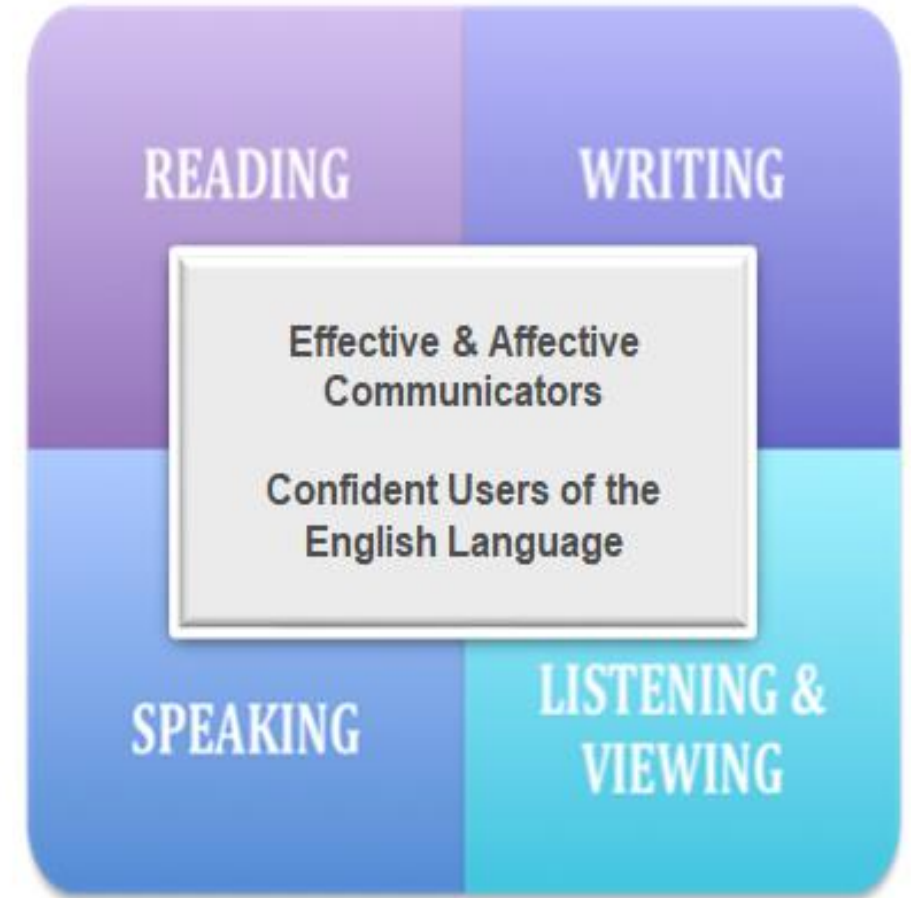 READING
WRITING
Effective & Affective
Communicators
Confident Users of the
English Language
SPEAKING
LISTENING &
VIEWING